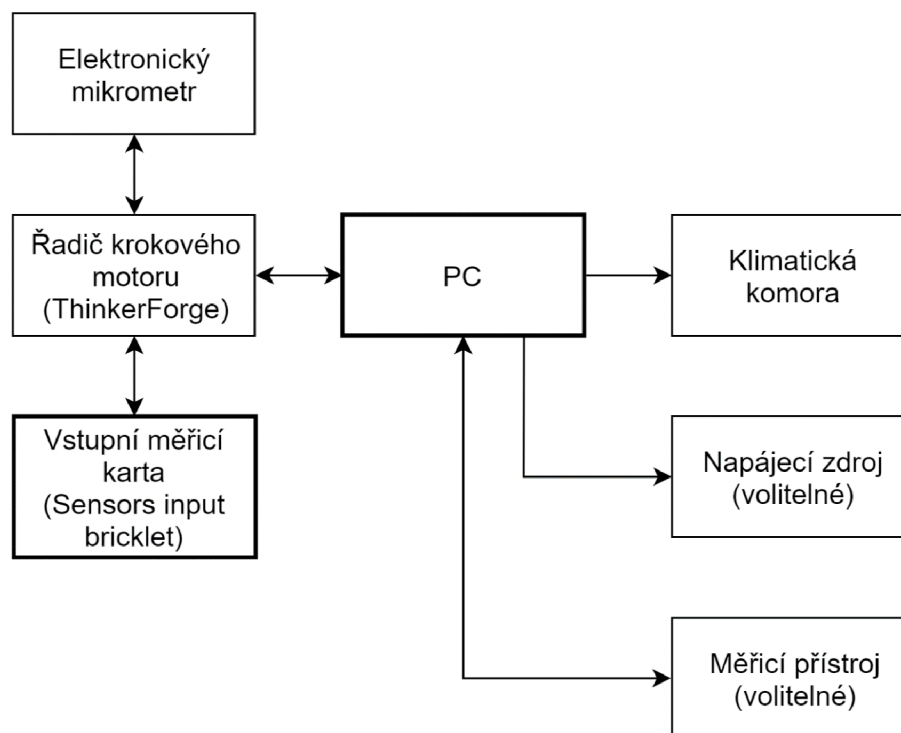 Elektronický
mikrometr
Řadič krokového
motoru
(ThinkerForge)
PC
Klimatická
komora
Vstupní měřicí
karta
(Sensors input
bricklet)
Napájecí zdroj
(volitelné)
Měřicí přístroj
(volitelné)